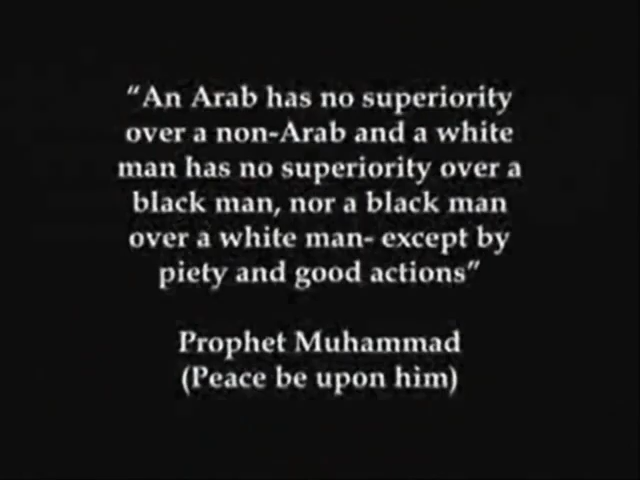 “An Arab has no superiority
over a non-Arab and a white
man has no superiority over a
black man, nor a black man
over a white man- except by
piety and good actions”
Prophet Muhammad
(Peace be upon him)